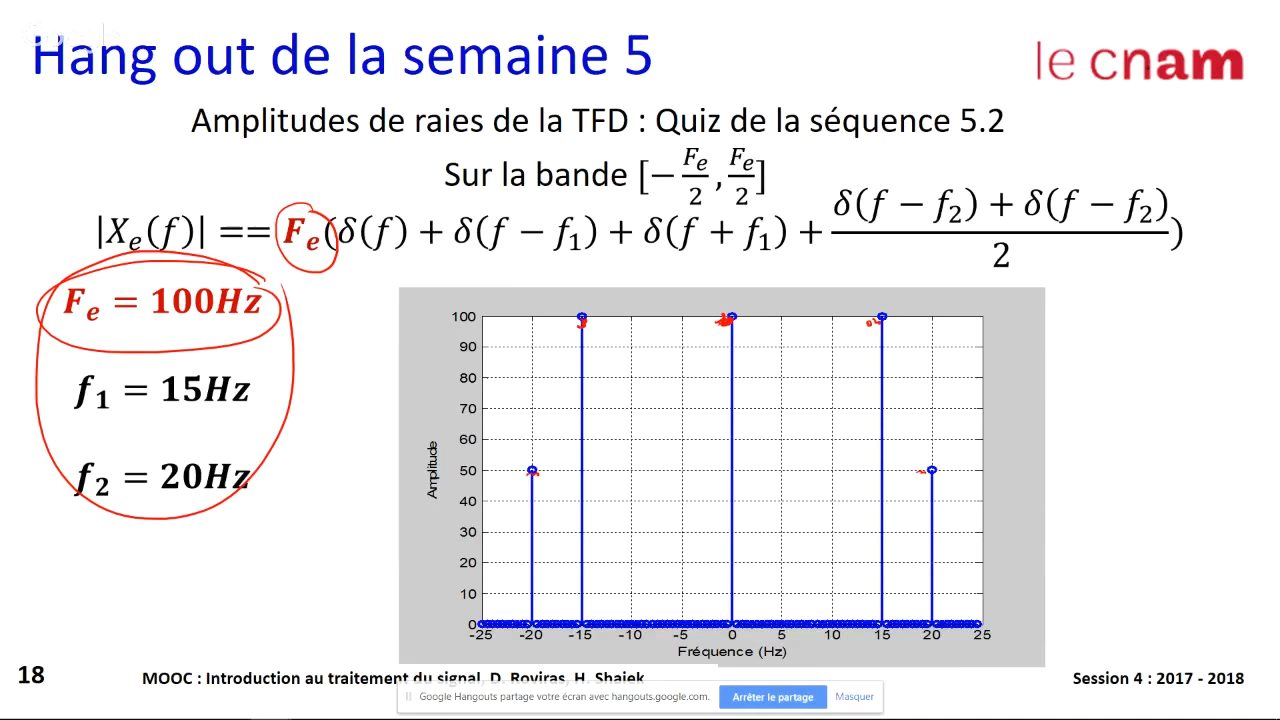 Hang out de la semaine 5
le cnam
Amplitudes de raies de la TFD : Quiz de la séquence 5.2
Sur la bande [−Fₑ/2 , Fₑ/2]
|Xₑ(f)| == Fₑ(δ(f) + δ(f − f₁) + δ(f + f₁) + (δ(f − f₂) + δ(f − f₂))/2)
Fₑ = 100Hz
f₁ = 15Hz
f₂ = 20Hz
Amplitude
100
90
80
70
60
50
40
30
20
10
0
-25 -20 -15 -10 -5 0 5 10 15 20 25
Fréquence (Hz)
18
MOOC : Introduction au traitement du signal, D. Roviras, H. Shaiek
Session 4 : 2017 - 2018
Google Hangouts partage votre écran avec hangouts.google.com.
Arrêter le partage
Masquer